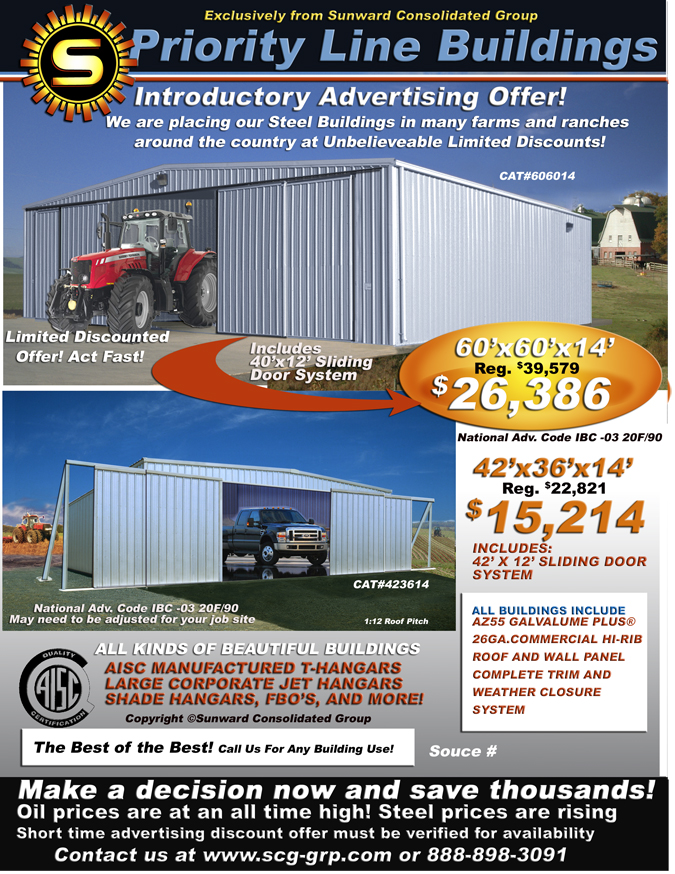 Exclusively from Sunward Consolidated Group
S
Priority Line Buildings
Introductory Advertising Offer!
We are placing our Steel Buildings in many farms and ranches
around the country at Unbelieveable Limited Discounts!
CAT#606014
Limited Discounted
Offer! Act Fast!
Includes
40'x12' Sliding
Door System
60'x60'x14'
Reg. $39,579
$26,386
National Adv. Code IBC -03 20F/90
42'x36'x14'
Reg. $22,821
$15,214
INCLUDES:
42' X 12' SLIDING DOOR
SYSTEM
CAT#423614
National Adv. Code IBC -03 20F/90
May need to be adjusted for your job site
1:12 Roof Pitch
ALL BUILDINGS INCLUDE
AZ55 GALVALUME PLUS®
26GA.COMMERCIAL HI-RIB
ROOF AND WALL PANEL
COMPLETE TRIM AND
WEATHER CLOSURE
SYSTEM
QUALITY
AISC
CERTIFICATION
ALL KINDS OF BEAUTIFUL BUILDINGS
AISC MANUFACTURED T-HANGARS
LARGE CORPORATE JET HANGARS
SHADE HANGARS, FBO'S, AND MORE!
Copyright ©Sunward Consolidated Group
The Best of the Best! Call Us For Any Building Use!
Souce #
Make a decision now and save thousands!
Oil prices are at an all time high! Steel prices are rising
Short time advertising discount offer must be verified for availability
Contact us at www.scg-grp.com or 888-898-3091